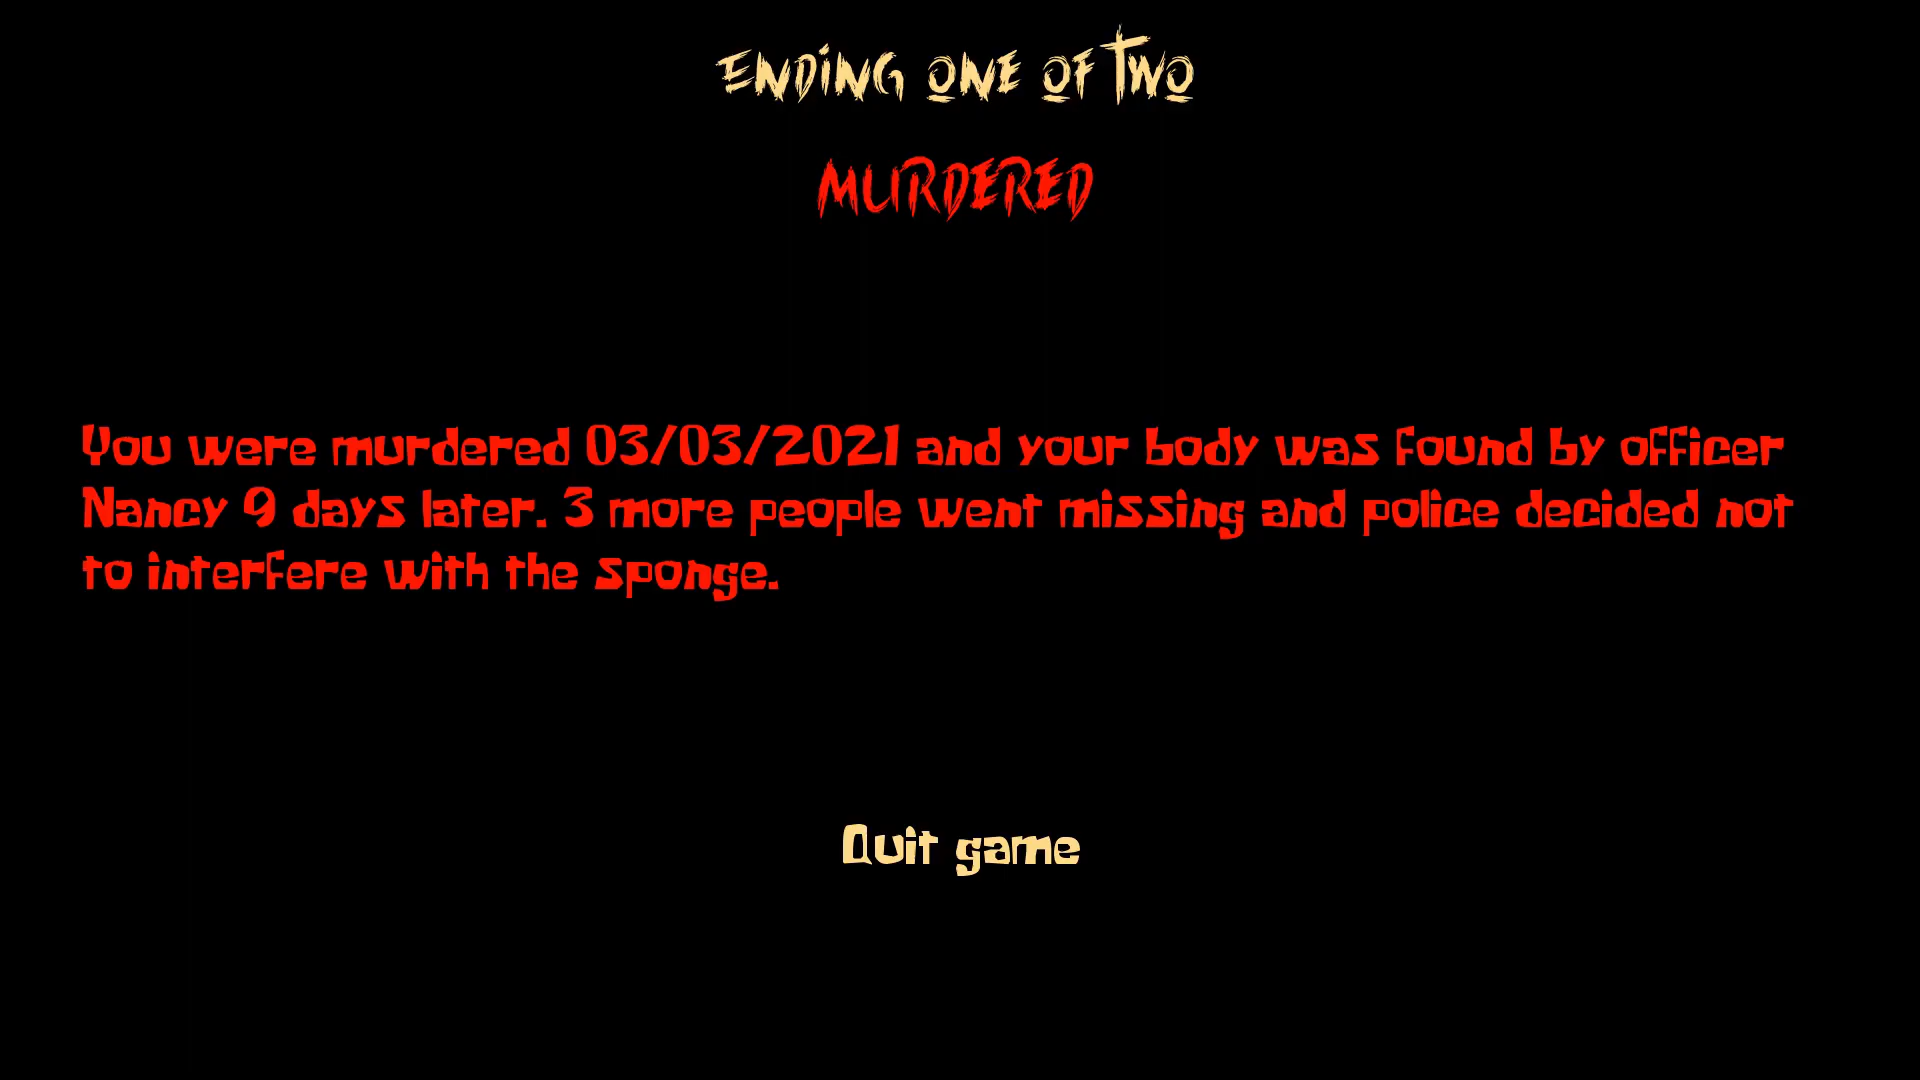 ENDING ONE OF TWO
MURDERED
You were murdered 03/03/2021 and your body was found by officer
Nancy 9 days later. 3 more people went missing and police decided not
to interfere with the sponge.
Quit game